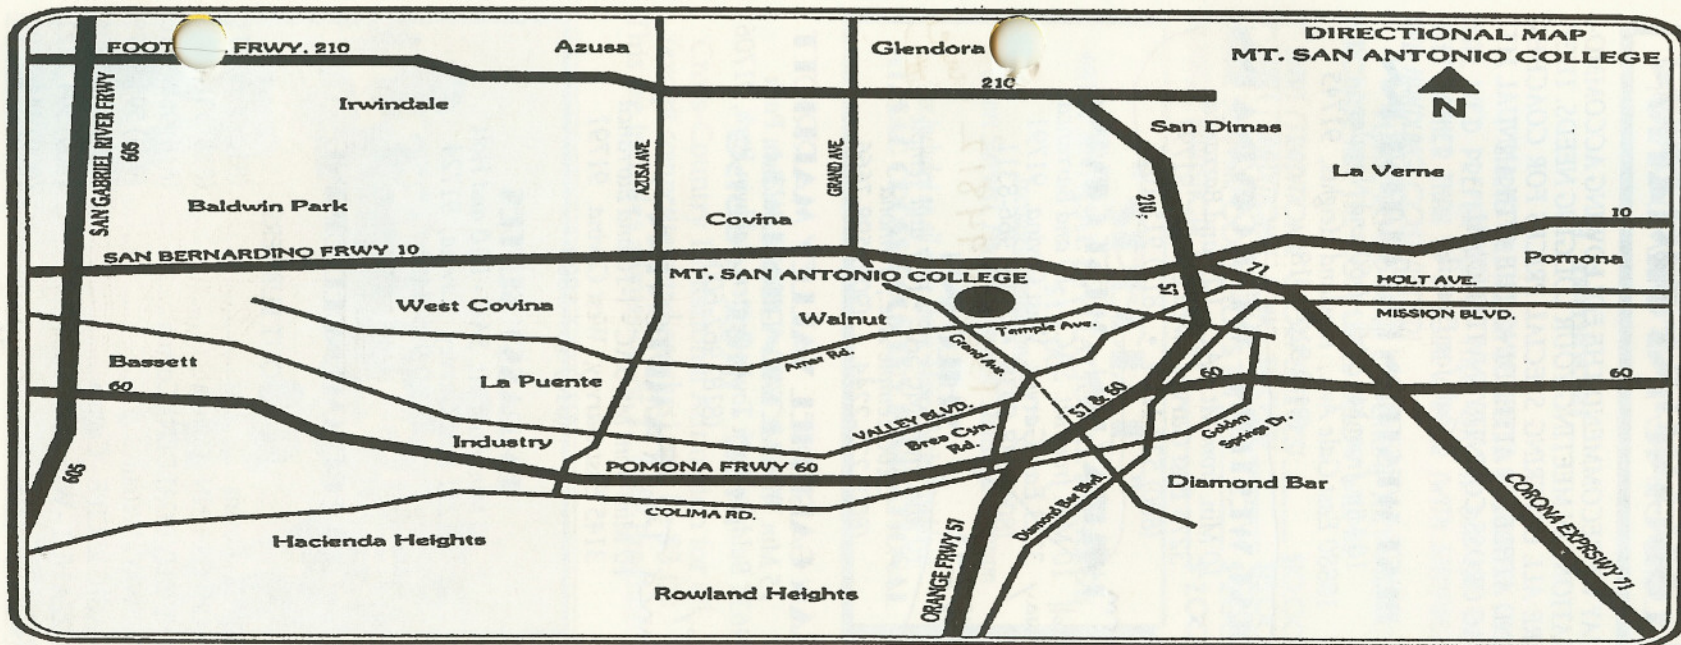 DIRECTIONAL MAP
MT. SAN ANTONIO COLLEGE
N
FOOT . FRWY. 210
Azusa
Glendora
210
Irwindale
San Dimas
La Verne
SAN GABRIEL RIVER FRWY
605
AZUSA AVE
GRAND AVE
Baldwin Park
Covina
210
10
SAN BERNARDINO FRWY 10
MT. SAN ANTONIO COLLEGE
71
Pomona
HOLT AVE.
57
West Covina
Walnut
MISSION BLVD.
Temple Ave.
Grand Ave.
Amar Rd.
Bassett
60
La Puente
57 & 60
60
60
VALLEY BLVD.
Brea Cyn.
Rd.
Golden
Springs Dr.
Industry
POMONA FRWY 60
605
Diamond Bar
COLIMA RD.
Diamond Bar Blvd.
Hacienda Heights
ORANGE FRWY 57
CORONA EXPRSWY 71
Rowland Heights